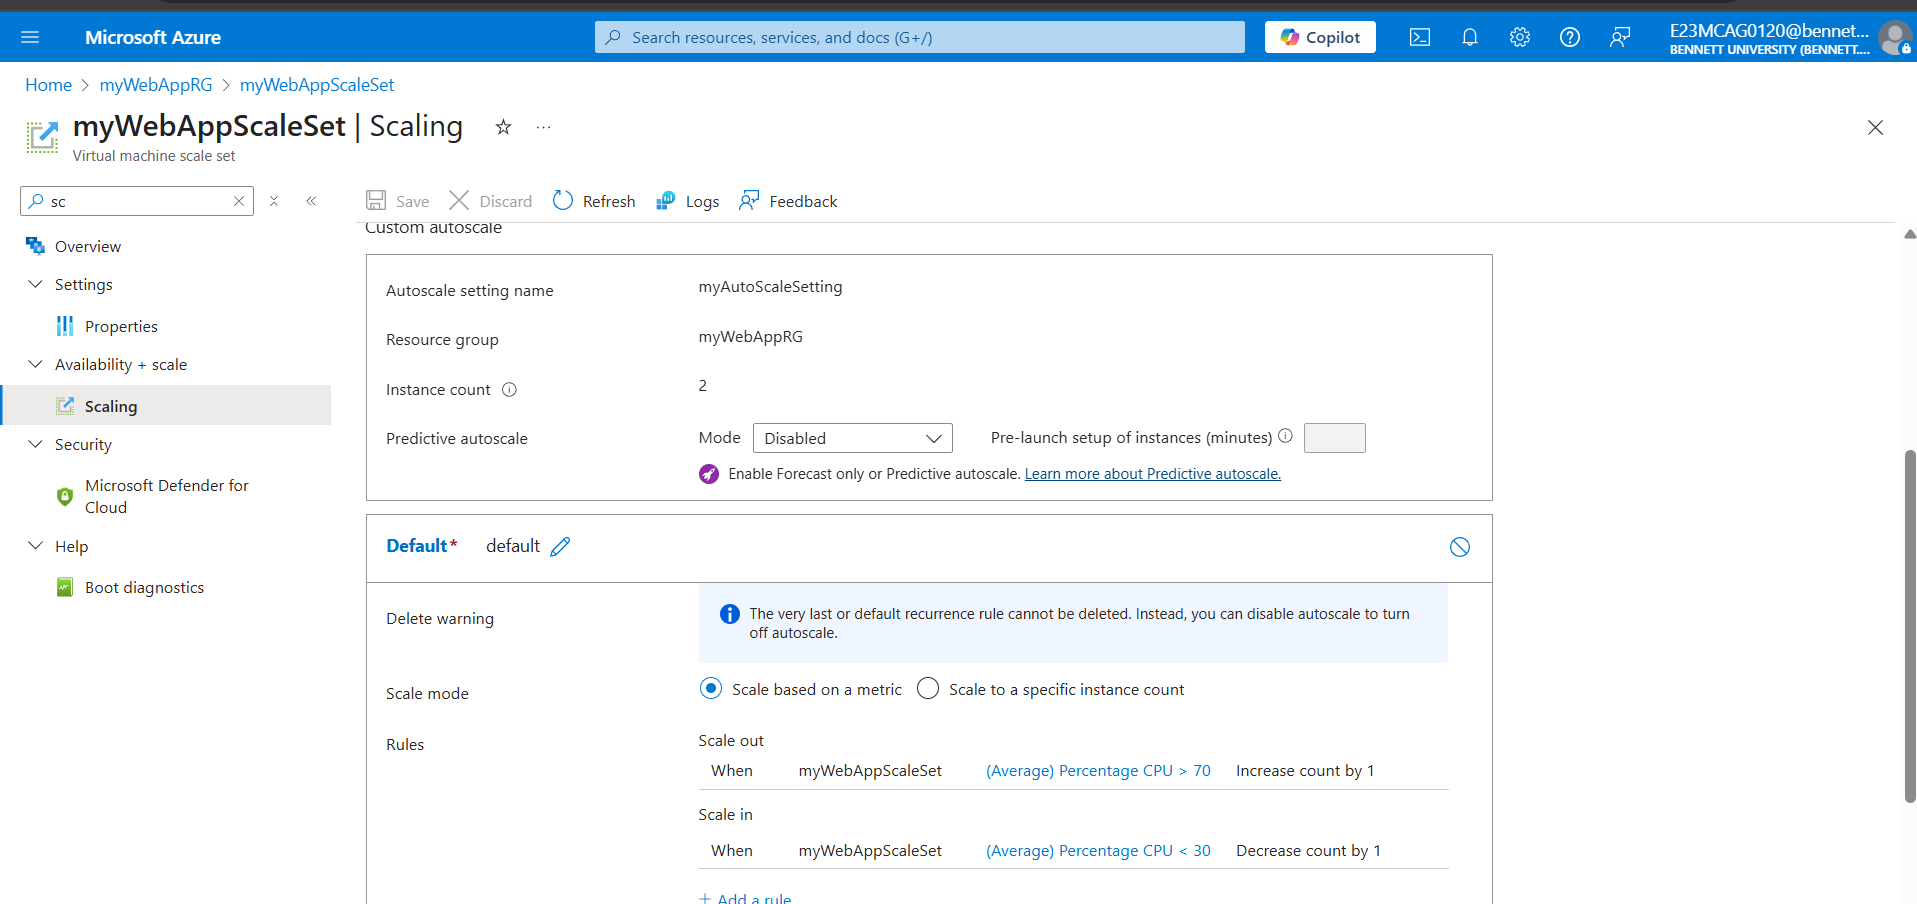 Microsoft Azure
Search resources, services, and docs (G+/)
Copilot
E23MCAG0120@bennet...
BENNETT UNIVERSITY (BENNETT....
Home > myWebAppRG > myWebAppScaleSet
myWebAppScaleSet | Scaling
Virtual machine scale set
sc
Save
Discard
Refresh
Logs
Feedback
Overview
Settings
Properties
Availability + scale
Scaling
Security
Microsoft Defender for
Cloud
Help
Boot diagnostics
Custom autoscale
Autoscale setting name
myAutoScaleSetting
Resource group
myWebAppRG
Instance count
2
Predictive autoscale
Mode
Disabled
Pre-launch setup of instances (minutes)
Enable Forecast only or Predictive autoscale. Learn more about Predictive autoscale.
Default* default
Delete warning
The very last or default recurrence rule cannot be deleted. Instead, you can disable autoscale to turn
off autoscale.
Scale mode
Scale based on a metric
Scale to a specific instance count
Rules
Scale out
When myWebAppScaleSet (Average) Percentage CPU > 70 Increase count by 1
Scale in
When myWebAppScaleSet (Average) Percentage CPU < 30 Decrease count by 1
+ Add a rule